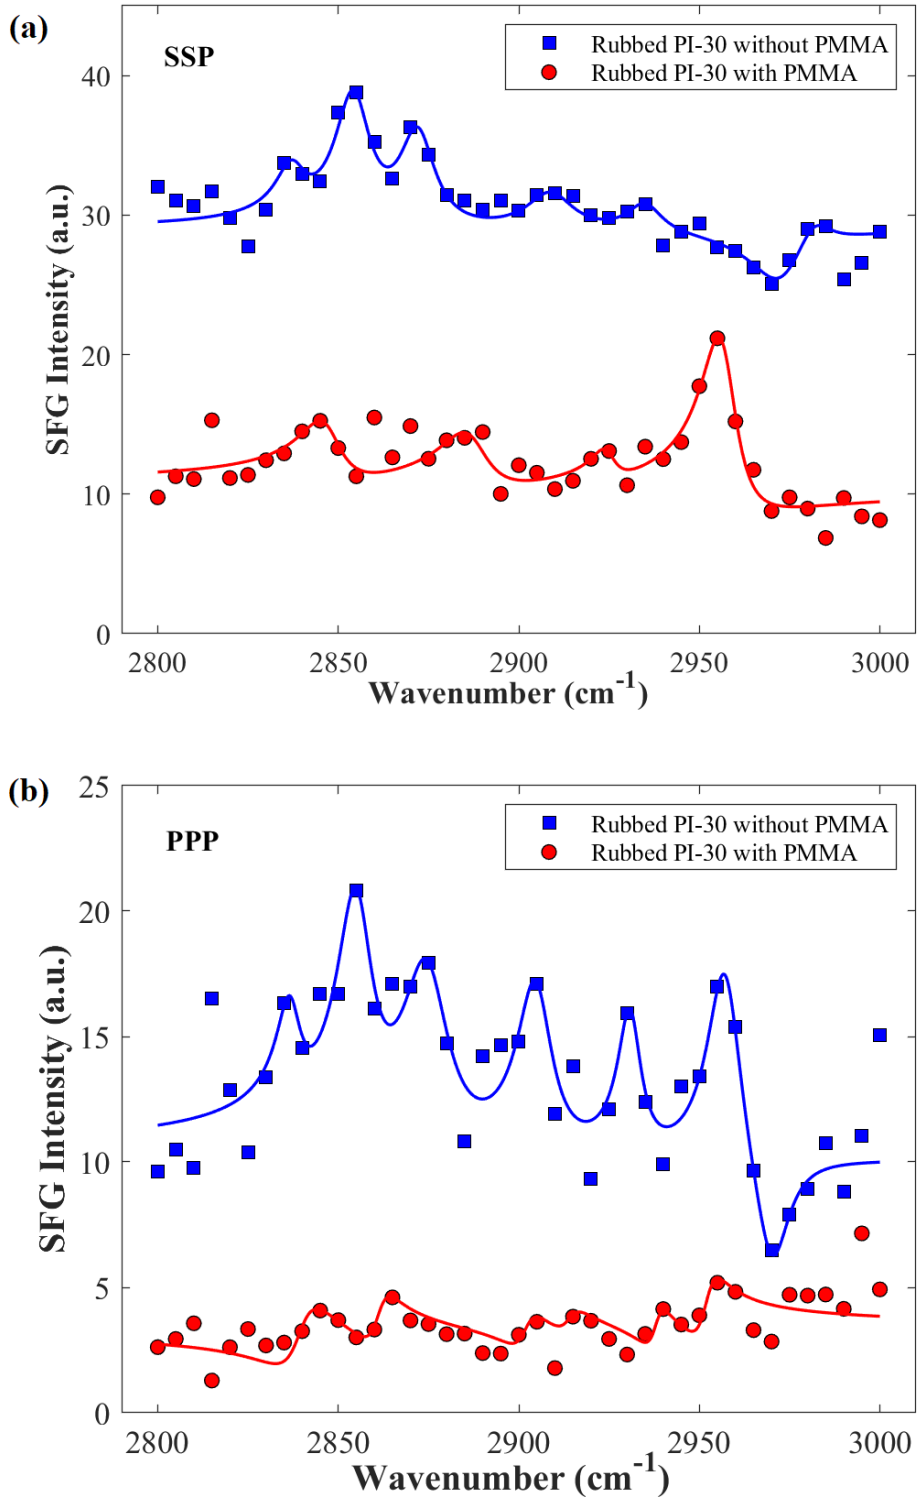 (a)
SSP
Rubbed PI-30 without PMMA
Rubbed PI-30 with PMMA
SFG Intensity (a.u.)
40
30
20
10
0
2800 2850 2900 2950 3000
Wavenumber (cm-1)
(b)
PPP
Rubbed PI-30 without PMMA
Rubbed PI-30 with PMMA
SFG Intensity (a.u.)
25
20
15
10
5
0
2800 2850 2900 2950 3000
Wavenumber (cm-1)